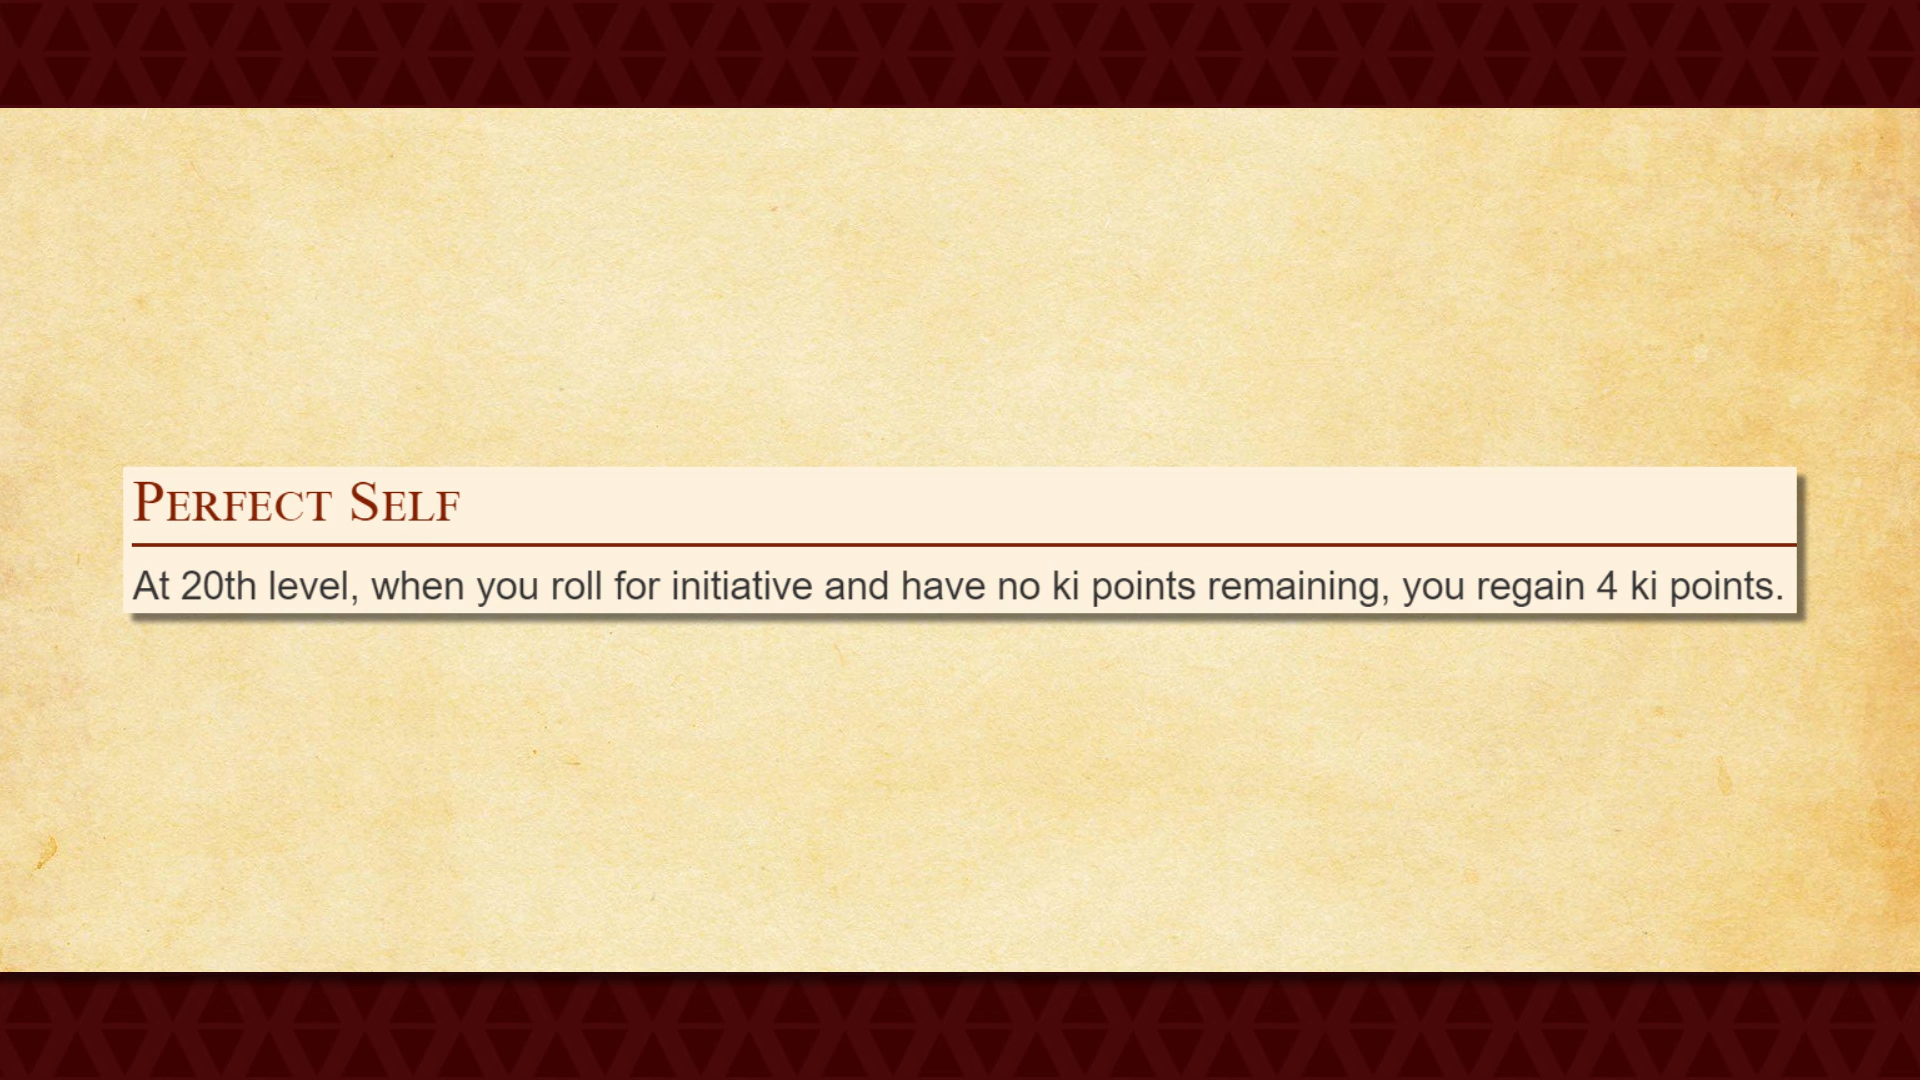 PERFECT SELF
At 20th level, when you roll for initiative and have no ki points remaining, you regain 4 ki points.